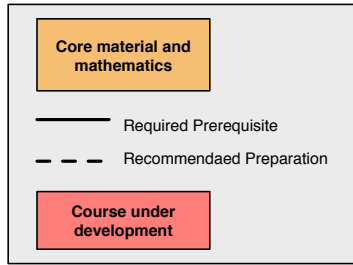 Core material and
mathematics
Required Prerequisite
Recommendaed Preparation
Course under
development